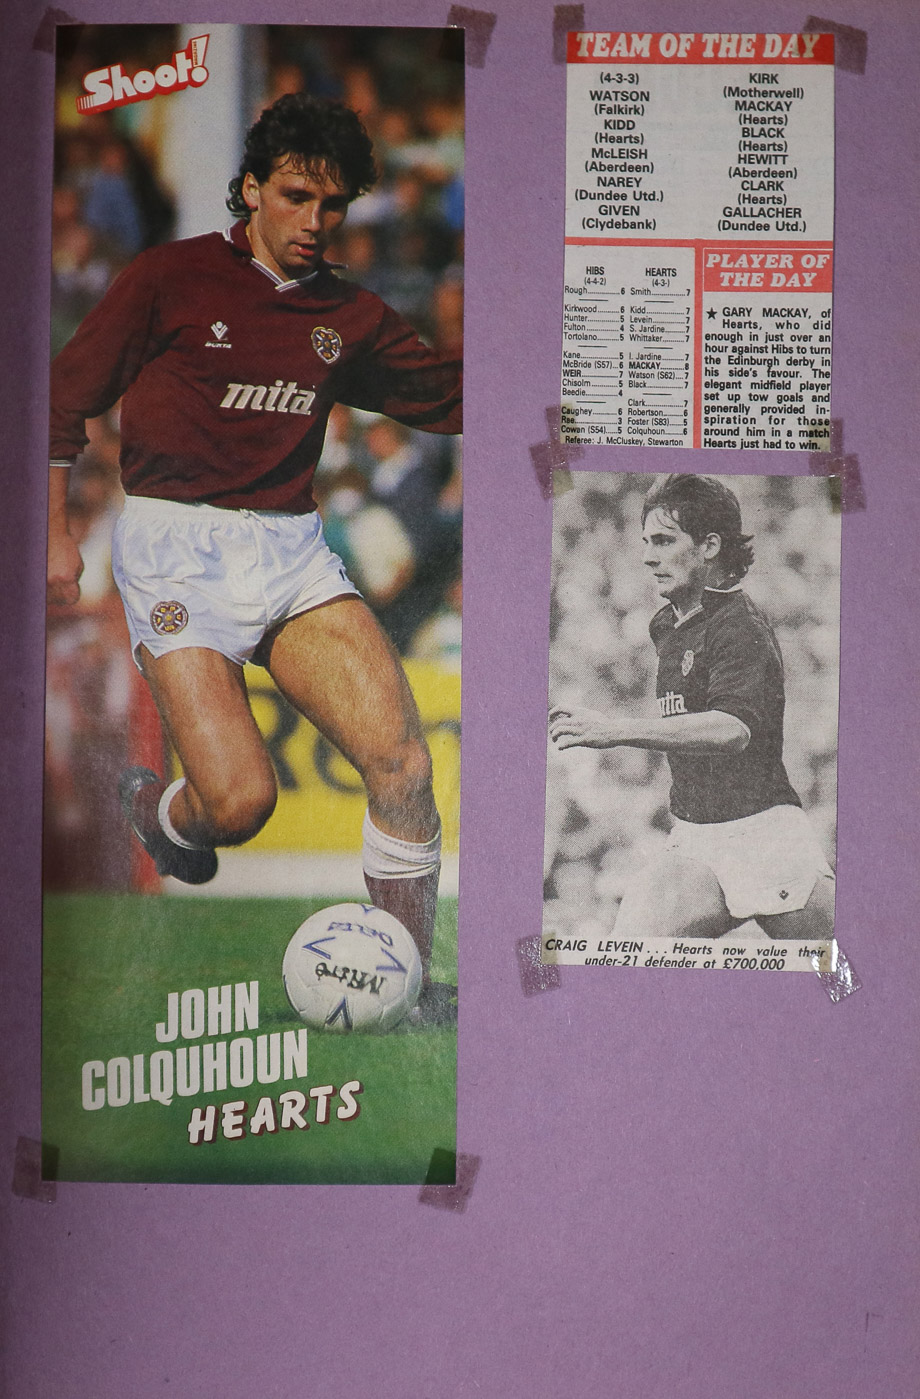 Shoot!
mita
JOHN
COLQUHOUN
HEARTS
DELTA
MITRE
TEAM OF THE DAY
(4-3-3)
WATSON
(Falkirk)
KIDD
(Hearts)
McLEISH
(Aberdeen)
NAREY
(Dundee Utd.)
GIVEN
(Clydebank)
KIRK
(Motherwell)
MACKAY
(Hearts)
BLACK
(Hearts)
HEWITT
(Aberdeen)
CLARK
(Hearts)
GALLACHER
(Dundee Utd.)
HIBS
(4-4-2)
Rough.............6
Kirkwood.........6
Hunter............5
Fulton.............4
Tortolano........5
Kane..............5
McBride (S57)...6
WEIR..............7
Chisolm..........5
Beedie............4
Caughey.........6
Rae................3
Cowan (S54).....5
HEARTS
(4-3-)
Smith.............7
Kidd...............7
Levein............7
S. Jardine.......7
Whittaker........7
I. Jardine........7
MACKAY..........8
Watson (S62)...7
Black..............7
Clark..............7
Robertson.......6
Foster (S83).....5
Colquhoun......6
Referee: J. McCluskey, Stewarton
PLAYER OF
THE DAY
★ GARY MACKAY, of
Hearts, who did
enough in just over an
hour against Hibs to turn
the Edinburgh derby in
his side's favour. The
elegant midfield player
set up tow goals and
generally provided in-
spiration for those
around him in a match
Hearts just had to win.
mita
CRAIG LEVEIN . . . Hearts now value their
under-21 defender at £700,000